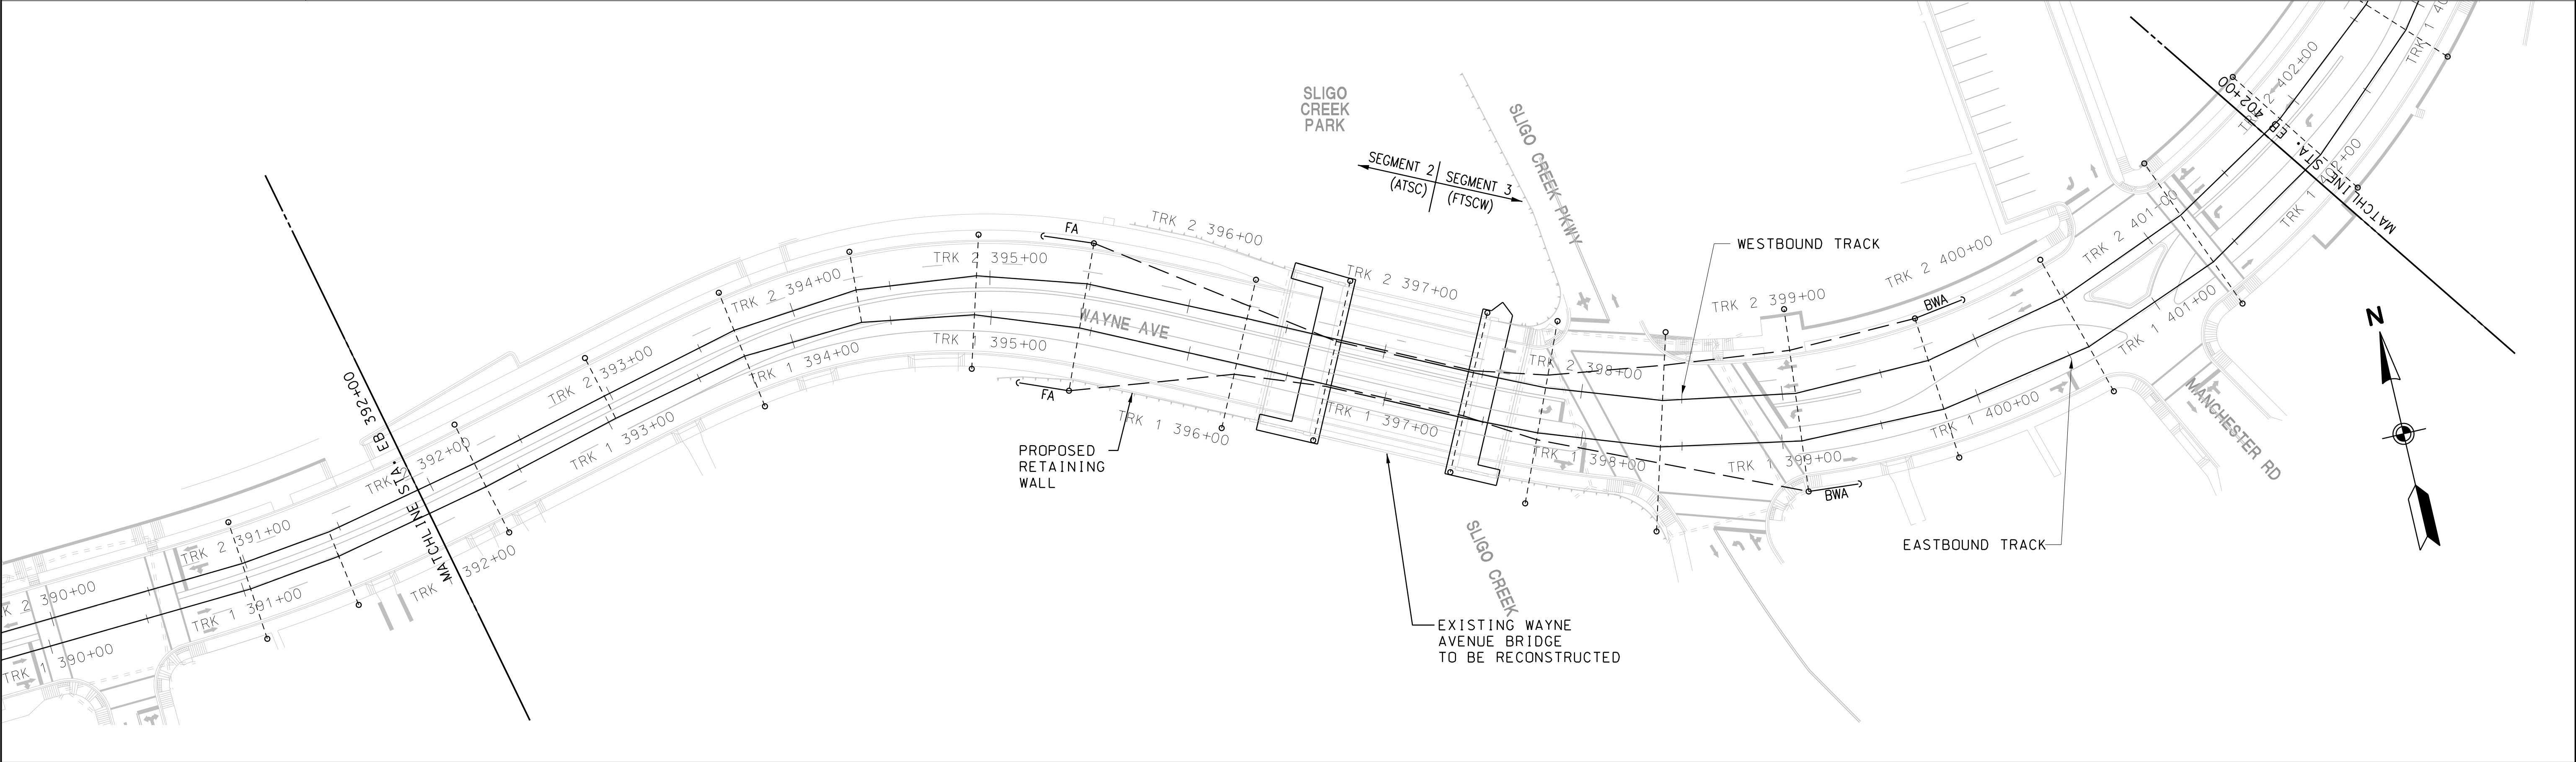 SLIGO
CREEK
PARK
SLIGO CREEK PKWY
SEGMENT 2
(ATSC)
SEGMENT 3
(FTSCW)
WESTBOUND TRACK
TRK 2 402+00
TRK 1 402+00
MATCHLINE STA. EB 402+00
TRK 2 401+00
TRK 1 401+00
TRK 2 400+00
TRK 1 400+00
TRK 2 399+00
TRK 1 399+00
BWA
BWA
TRK 2 398+00
TRK 1 398+00
TRK 2 397+00
TRK 1 397+00
TRK 2 396+00
TRK 1 396+00
FA
FA
TRK 2 395+00
TRK 1 395+00
WAYNE AVE
TRK 2 394+00
TRK 1 394+00
TRK 2 393+00
TRK 1 393+00
TRK 2 392+00
TRK 1 392+00
MATCHLINE STA. EB 392+00
TRK 2 391+00
TRK 1 391+00
K 2 390+00
TRK 1 390+00
PROPOSED
RETAINING
WALL
EXISTING WAYNE
AVENUE BRIDGE
TO BE RECONSTRUCTED
SLIGO CREEK
EASTBOUND TRACK
MANCHESTER RD
N